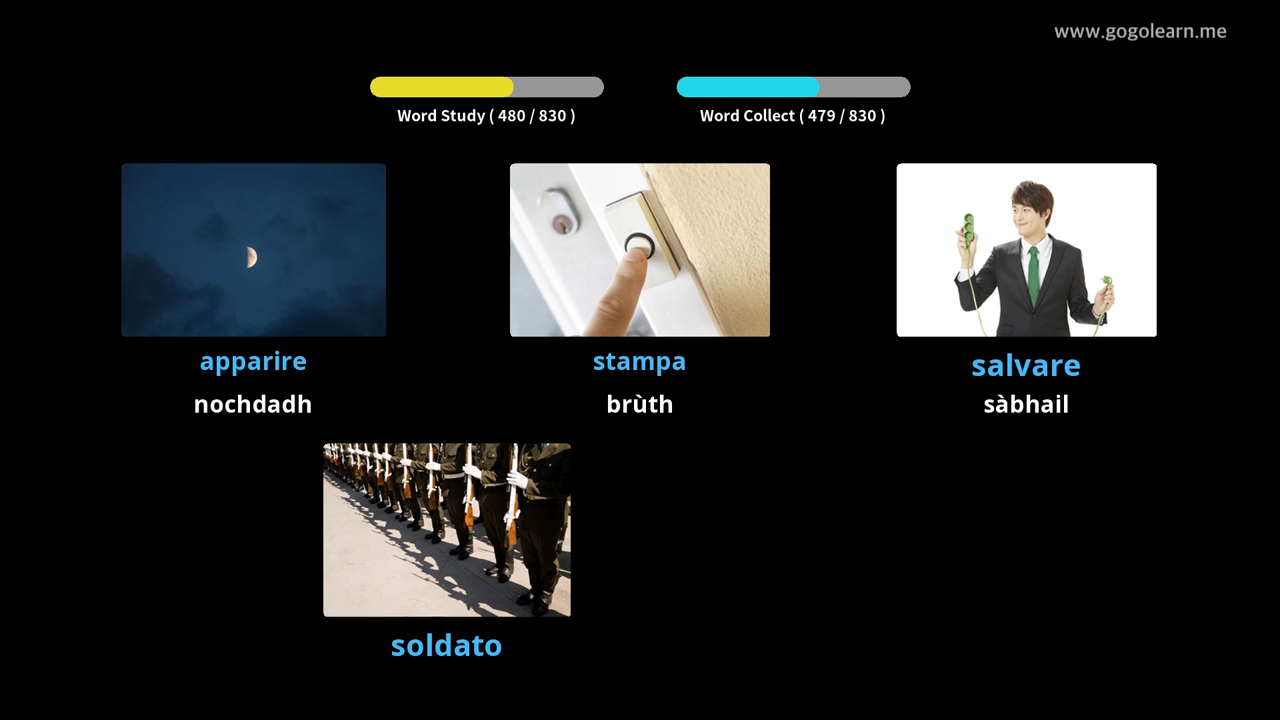 www.gogolearn.me
Word Study ( 480 / 830 )
Word Collect ( 479 / 830 )
apparire
stampa
salvare
nochdadh
brùth
sàbhail
soldato